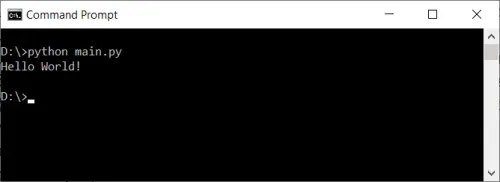 Command Prompt
D:\>python main.py
Hello World!
D:\>